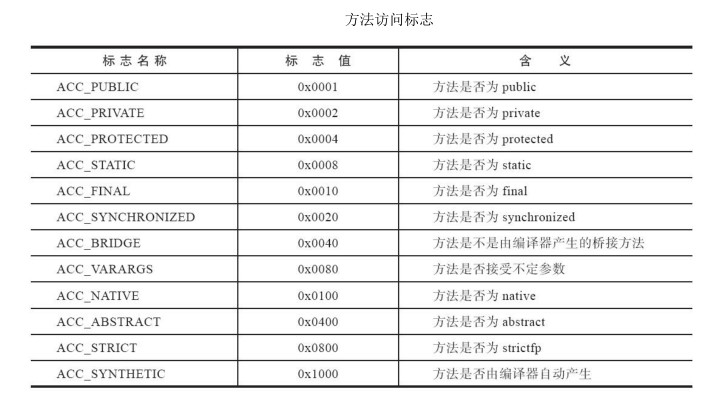 方法访问标志
标志名称 标 志 值 含 义
ACC_PUBLIC 0x0001 方法是否为 public
ACC_PRIVATE 0x0002 方法是否为 private
ACC_PROTECTED 0x0004 方法是否为 protected
ACC_STATIC 0x0008 方法是否为 static
ACC_FINAL 0x0010 方法是否为 final
ACC_SYNCHRONIZED 0x0020 方法是否为 synchronized
ACC_BRIDGE 0x0040 方法是不是由编译器产生的桥接方法
ACC_VARARGS 0x0080 方法是否接受不定参数
ACC_NATIVE 0x0100 方法是否为 native
ACC_ABSTRACT 0x0400 方法是否为 abstract
ACC_STRICT 0x0800 方法是否为 strictfp
ACC_SYNTHETIC 0x1000 方法是否由编译器自动产生